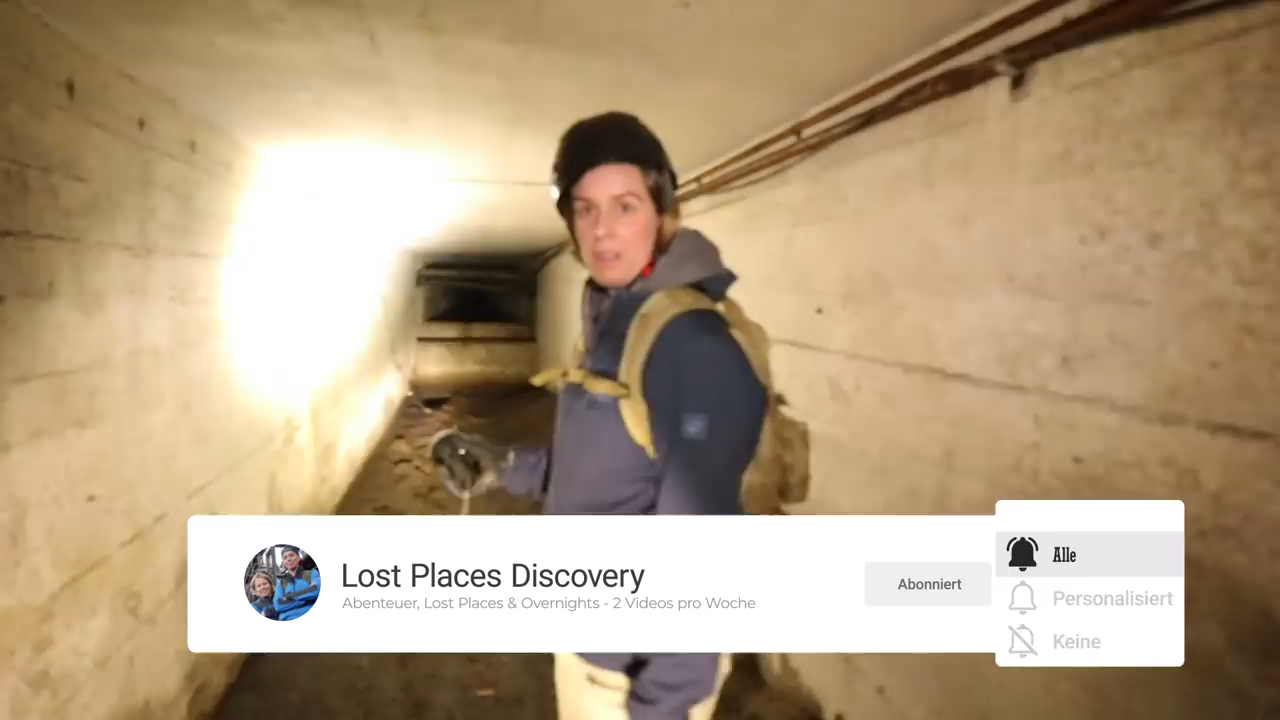 Lost Places Discovery
Abenteuer, Lost Places & Overnights - 2 Videos pro Woche
Abonniert
Alle
Personalisiert
Keine